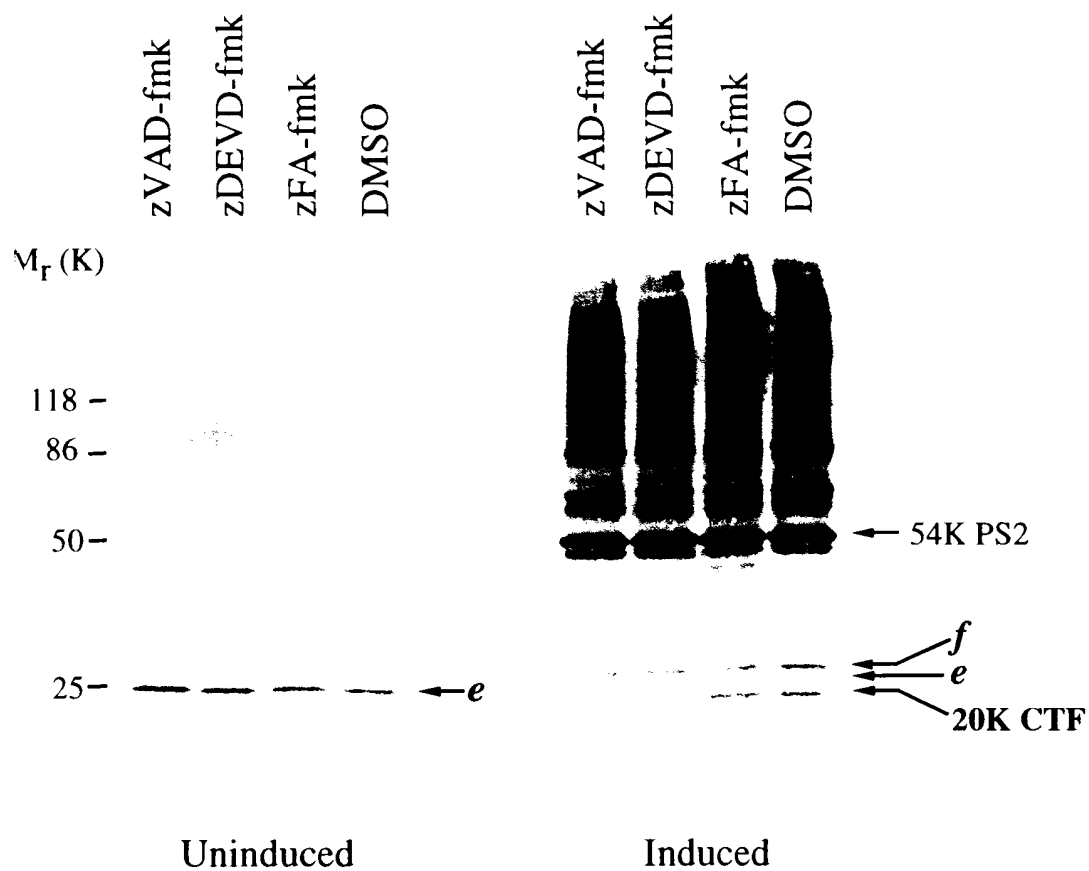 zVAD-fmk
zDEVD-fmk
zFA-fmk
DMSO
zVAD-fmk
zDEVD-fmk
zFA-fmk
DMSO
Mr (K)
118
86
50
25
54K PS2
e
f
e
20K CTF
Uninduced
Induced